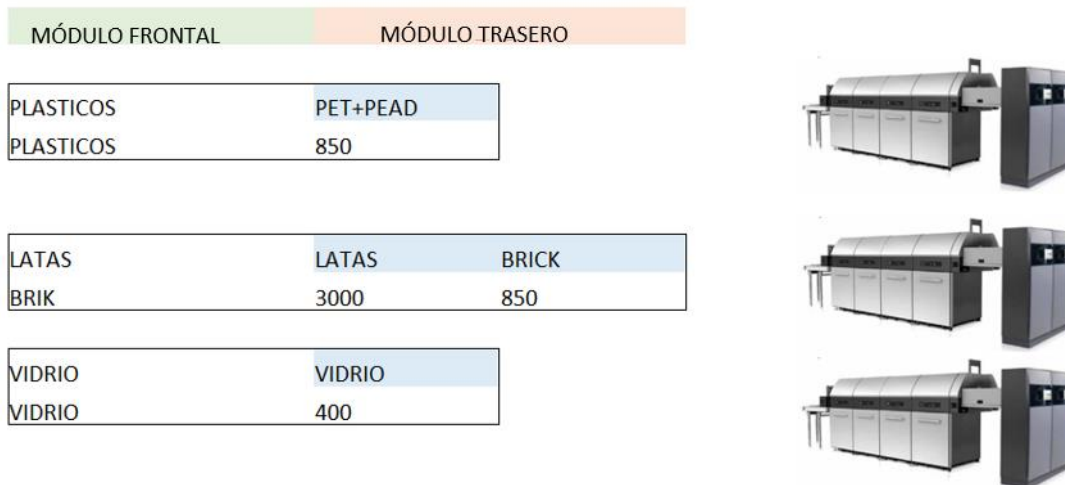 MÓDULO FRONTAL MÓDULO TRASERO
PLASTICOS PET+PEAD
PLASTICOS 850
LATAS LATAS BRICK
BRIK 3000 850
VIDRIO VIDRIO
VIDRIO 400